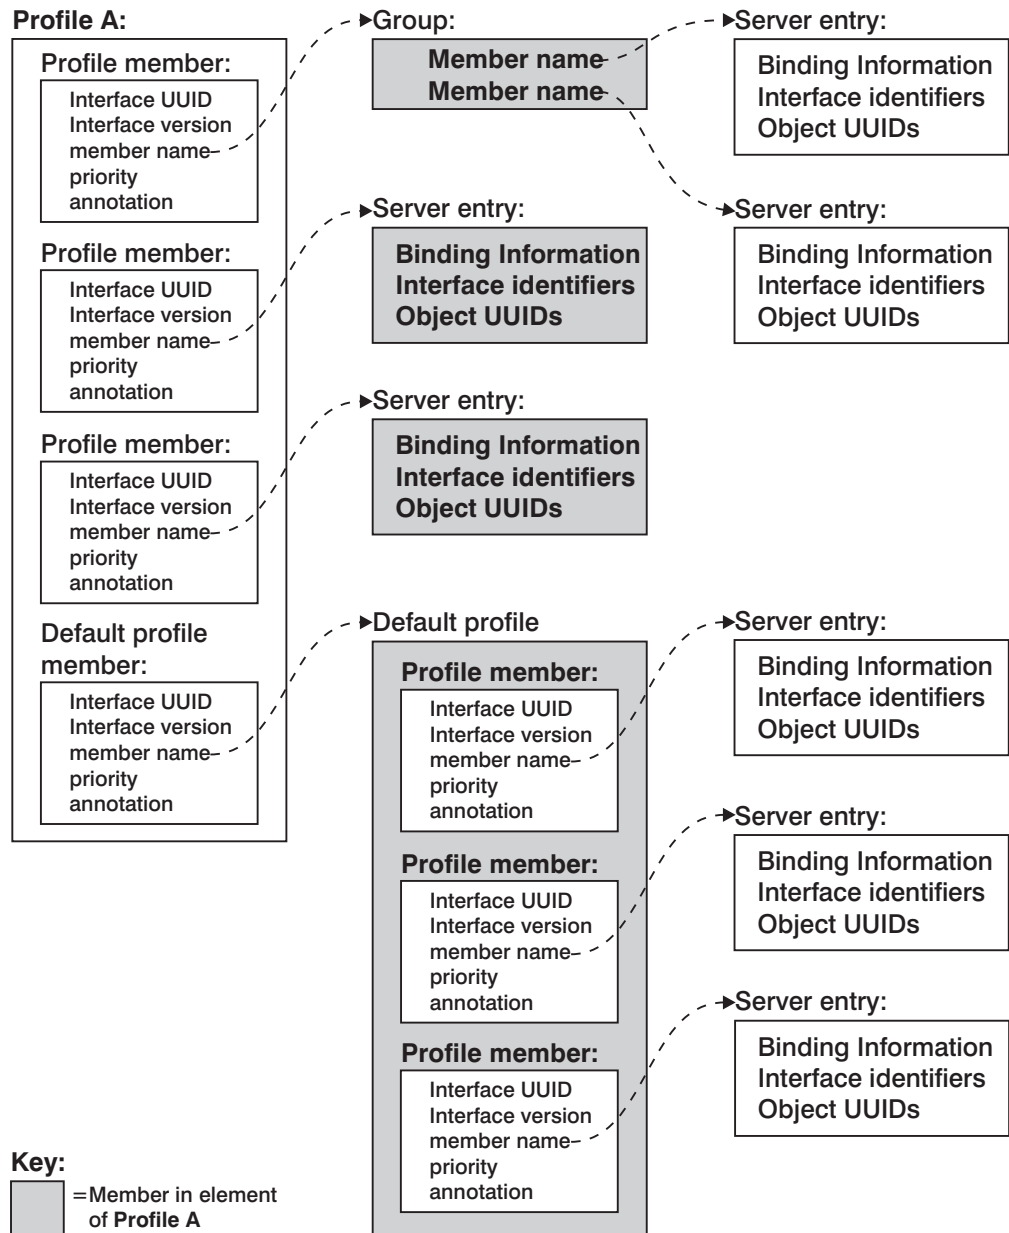 Profile A:
Profile member:
Interface UUID
Interface version
member name
priority
annotation
Profile member:
Interface UUID
Interface version
member name
priority
annotation
Profile member:
Interface UUID
Interface version
member name
priority
annotation
Default profile
member:
Interface UUID
Interface version
member name
priority
annotation
Group:
Member name
Member name
Server entry:
Binding Information
Interface identifiers
Object UUIDs
Server entry:
Binding Information
Interface identifiers
Object UUIDs
Default profile
Profile member:
Interface UUID
Interface version
member name
priority
annotation
Profile member:
Interface UUID
Interface version
member name
priority
annotation
Profile member:
Interface UUID
Interface version
member name
priority
annotation
Server entry:
Binding Information
Interface identifiers
Object UUIDs
Server entry:
Binding Information
Interface identifiers
Object UUIDs
Server entry:
Binding Information
Interface identifiers
Object UUIDs
Server entry:
Binding Information
Interface identifiers
Object UUIDs
Server entry:
Binding Information
Interface identifiers
Object UUIDs
Key:
=Member in element
of Profile A